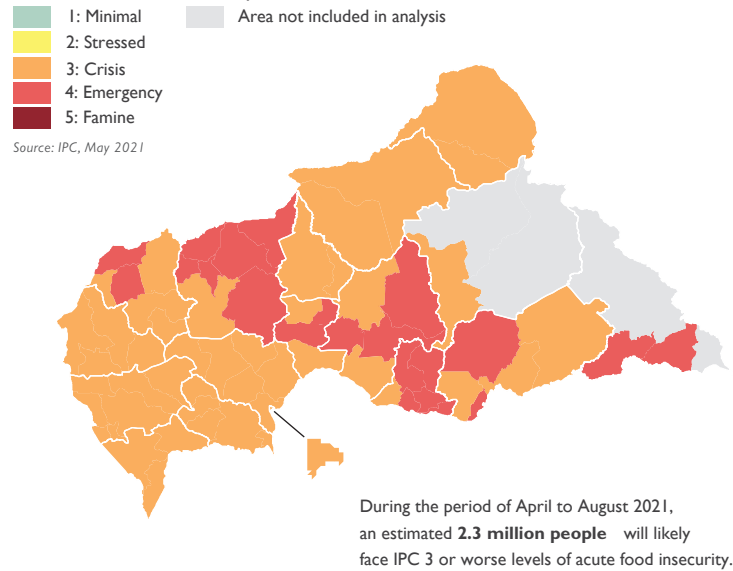 1: Minimal
Area not included in analysis
2: Stressed
3: Crisis
4: Emergency
5: Famine
Source: IPC, May 2021
During the period of April to August 2021,
an estimated 2.3 million people will likely
face IPC 3 or worse levels of acute food insecurity.